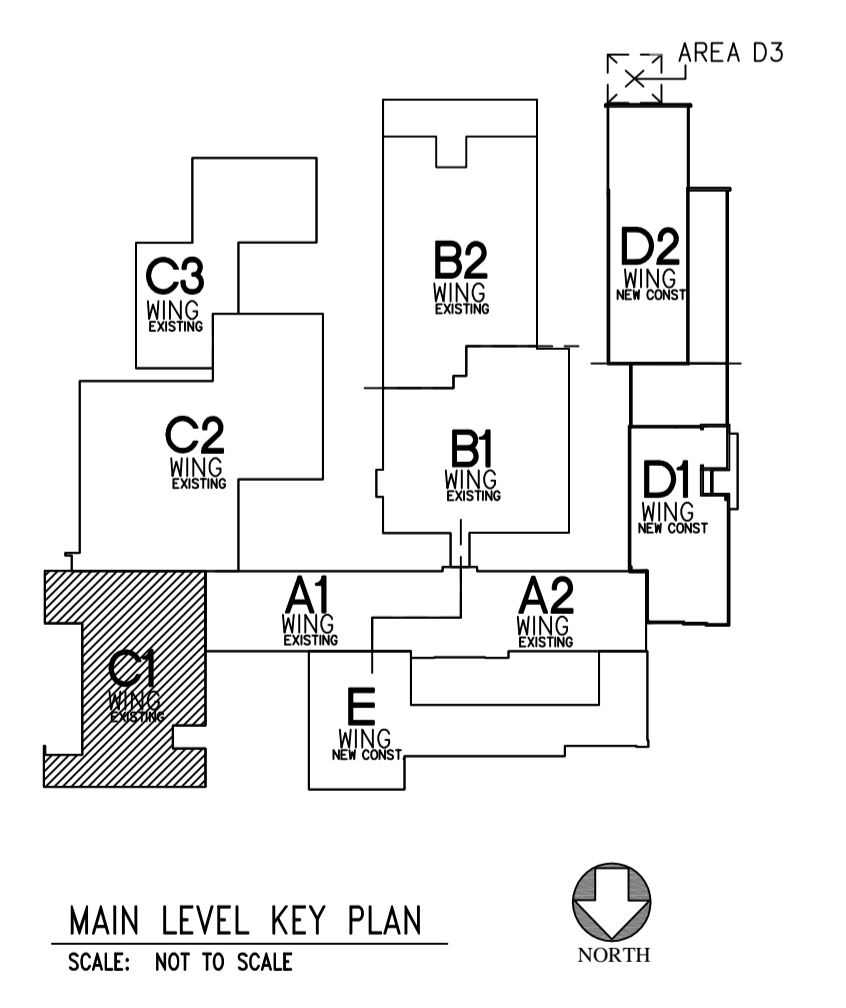 AREA D3
D2
WING
NEW CONST
B2
WING
EXISTING
C3
WING
EXISTING
C2
WING
EXISTING
B1
WING
EXISTING
D1
WING
NEW CONST
A1
WING
EXISTING
A2
WING
EXISTING
C1
WING
EXISTING
E
WING
NEW CONST.
MAIN LEVEL KEY PLAN
SCALE: NOT TO SCALE
NORTH